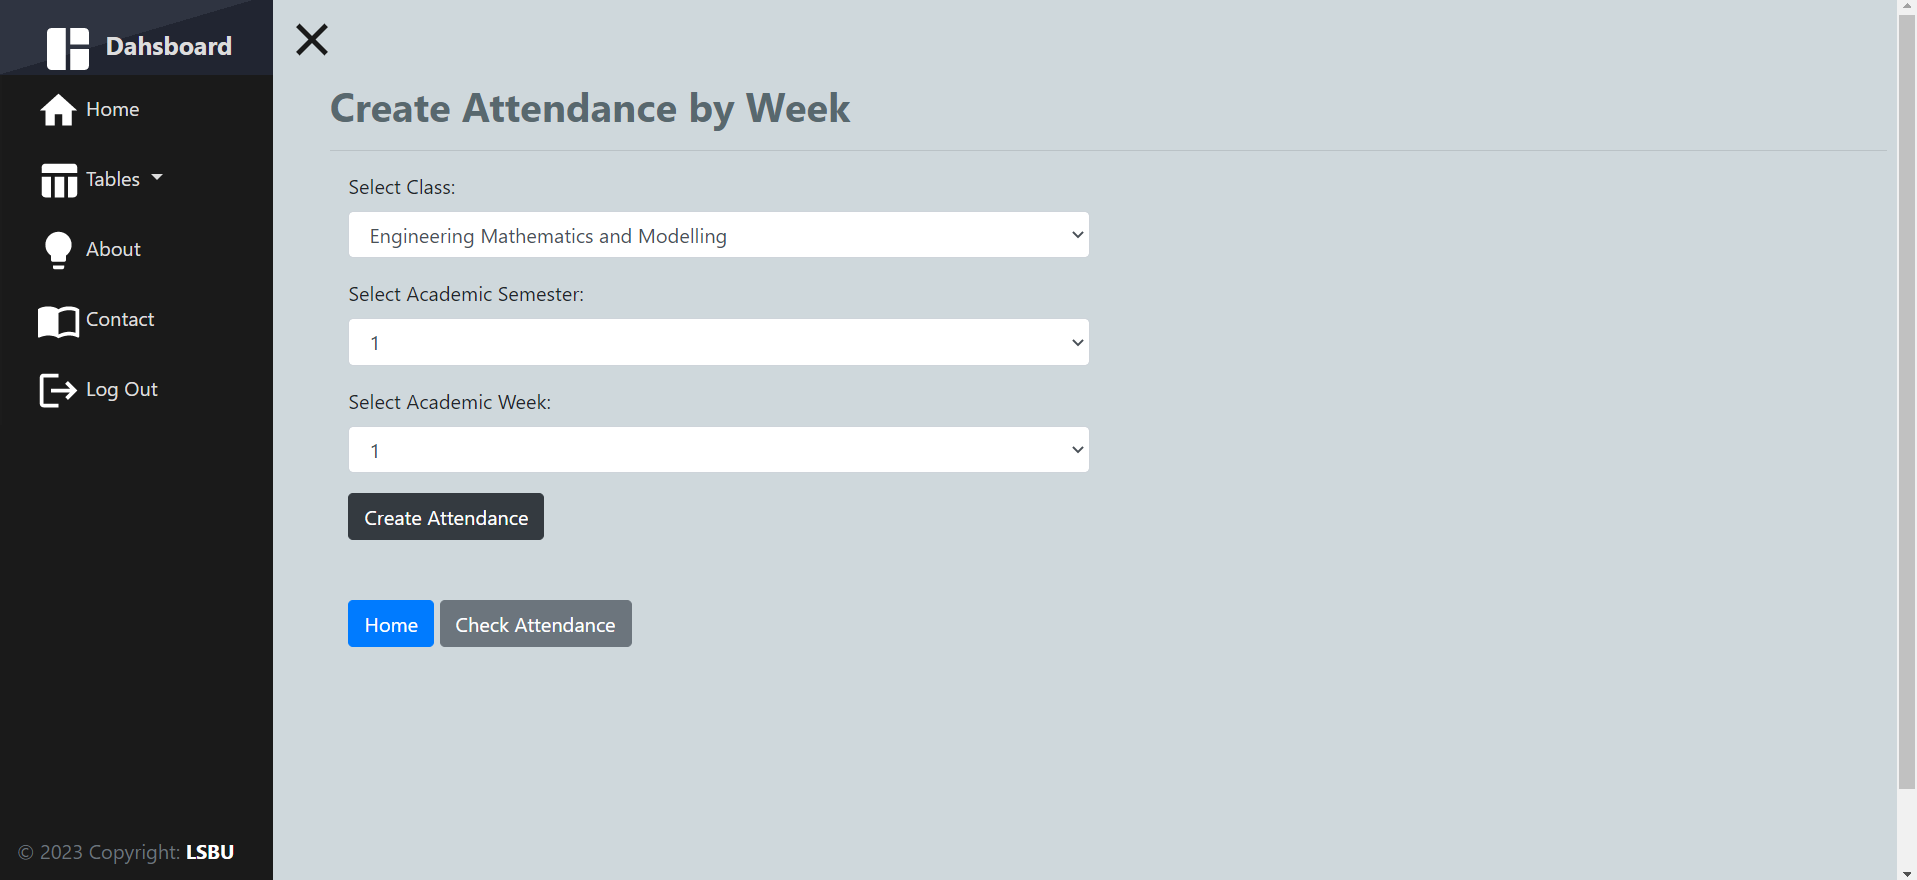 Dahsboard
Home
Tables
About
Contact
Log Out
© 2023 Copyright: LSBU
Create Attendance by Week
Select Class:
Engineering Mathematics and Modelling
Select Academic Semester:
1
Select Academic Week:
1
Create Attendance
Home Check Attendance